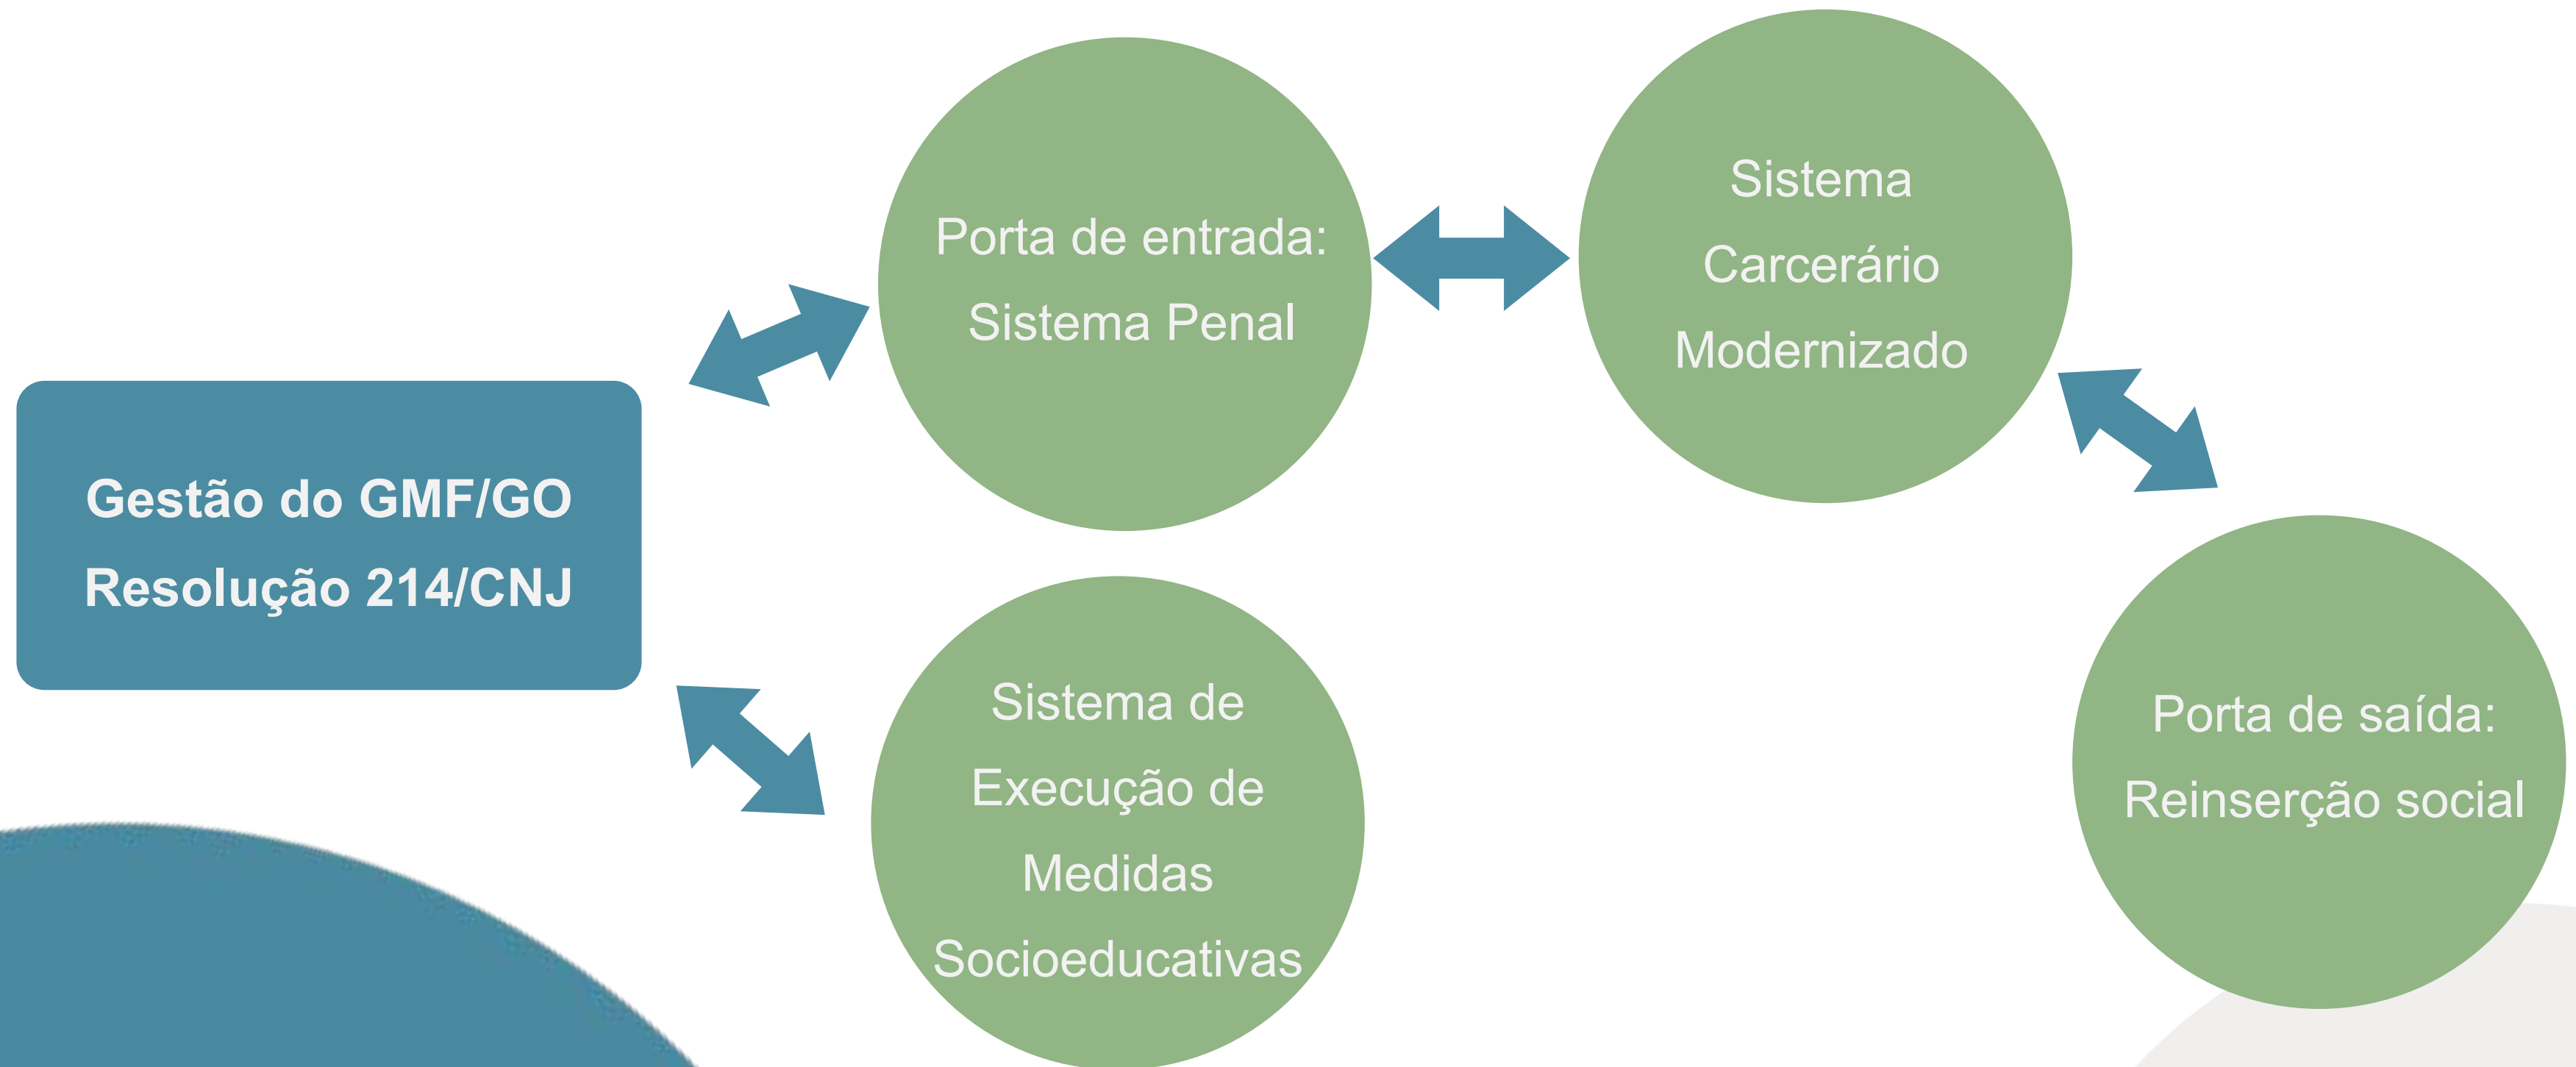 Gestão do GMF/GO
Resolução 214/CNJ
Porta de entrada:
Sistema Penal
Sistema
Carcerário
Modernizado
Sistema de
Execução de
Medidas
Socioeducativas
Porta de saída:
Reinserção social